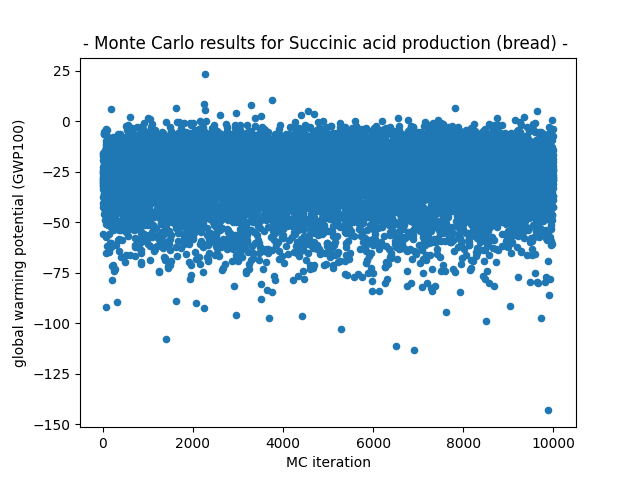 - Monte Carlo results for Succinic acid production (bread) -
global warming potential (GWP100)
25
0
−25
−50
−75
−100
−125
−150
0 2000 4000 6000 8000 10000
MC iteration